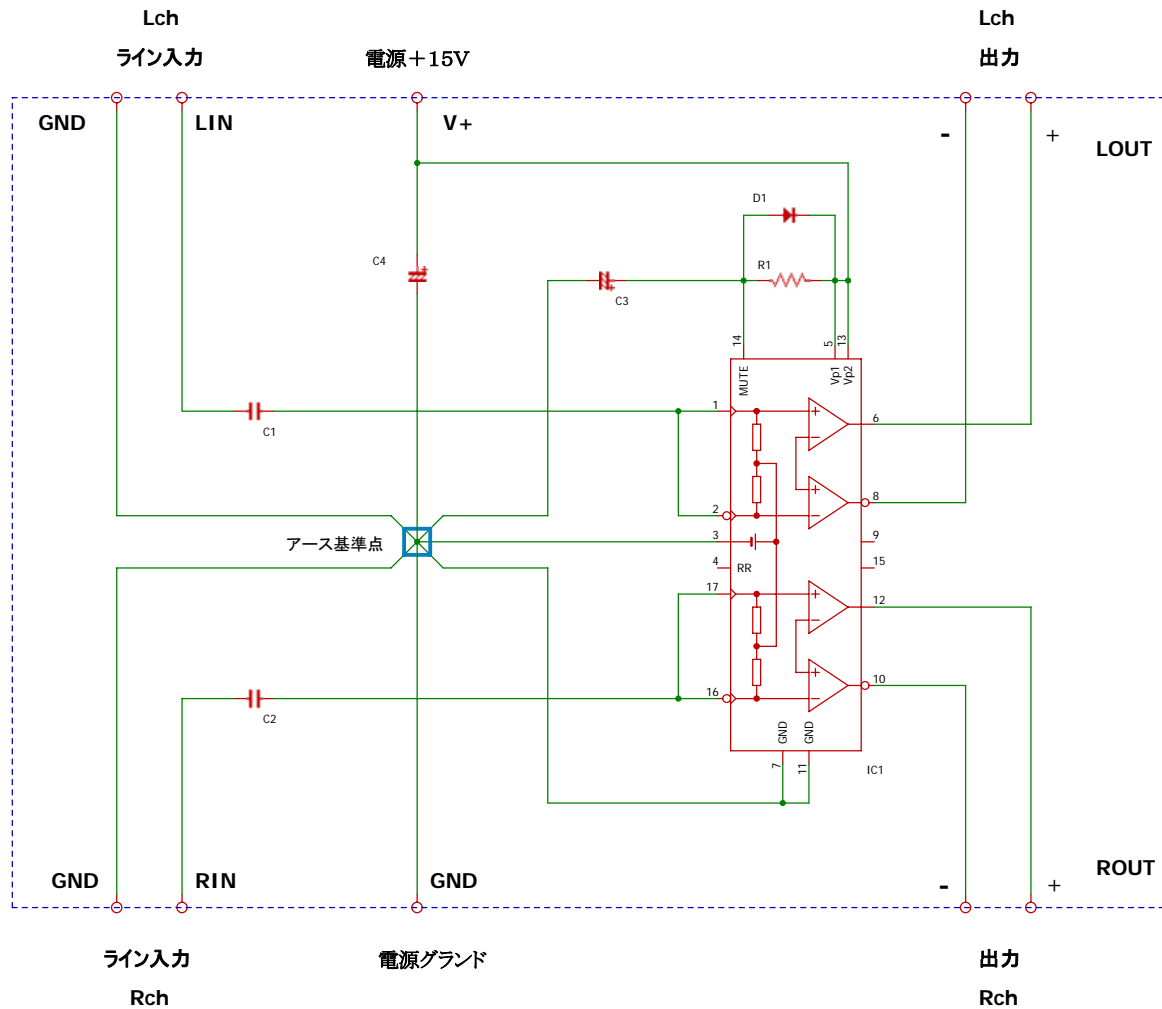 Lch
Lch
ライン入力
電源＋15V
出力
GND
LIN
V+
-
+
LOUT
D1
C4
R1
C3
14
5
13
MUTE
Vp1
Vp2
1
+
6
C1
-
+
8
2
-
アース基準点
3
9
4
RR
15
17
+
12
-
+
10
16
-
C2
GND
GND
7
11
IC1
GND
RIN
GND
-
+
ROUT
ライン入力
電源グランド
出力
Rch
Rch